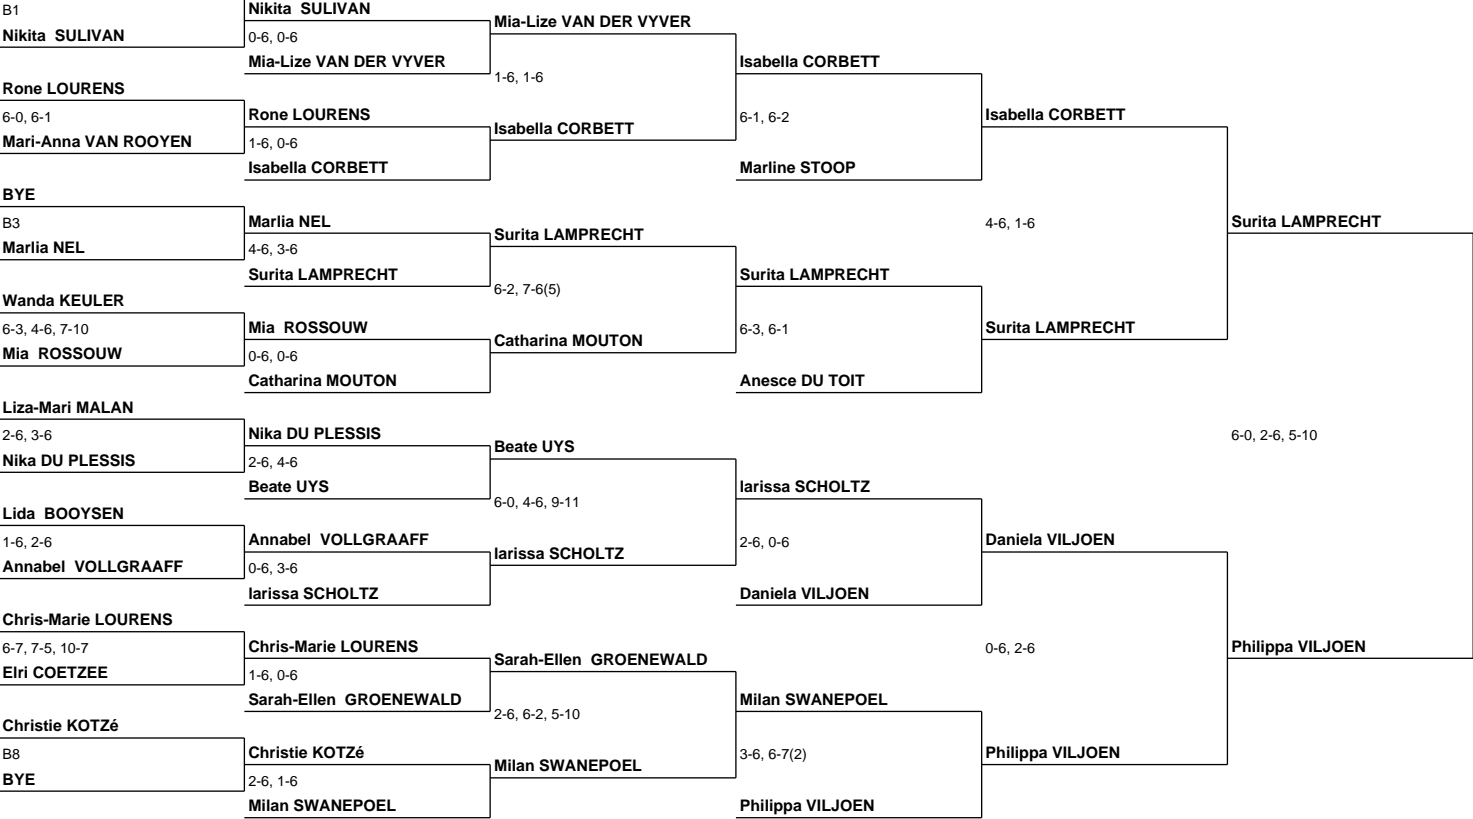 B1
Nikita SULIVAN
Rone LOURENS
6-0, 6-1
Mari-Anna VAN ROOYEN
BYE
B3
Marlia NEL
Wanda KEULER
6-3, 4-6, 7-10
Mia ROSSOUW
Liza-Mari MALAN
2-6, 3-6
Nika DU PLESSIS
Lida BOOYSEN
1-6, 2-6
Annabel VOLLGRAAFF
Chris-Marie LOURENS
6-7, 7-5, 10-7
Elri COETZEE
Christie KOTZé
B8
BYE
Nikita SULIVAN
0-6, 0-6
Mia-Lize VAN DER VYVER
Rone LOURENS
1-6, 0-6
Isabella CORBETT
Marlia NEL
4-6, 3-6
Surita LAMPRECHT
Mia ROSSOUW
0-6, 0-6
Catharina MOUTON
Nika DU PLESSIS
2-6, 4-6
Beate UYS
Annabel VOLLGRAAFF
0-6, 3-6
larissa SCHOLTZ
Chris-Marie LOURENS
1-6, 0-6
Sarah-Ellen GROENEWALD
Christie KOTZé
2-6, 1-6
Milan SWANEPOEL
Mia-Lize VAN DER VYVER
1-6, 1-6
Isabella CORBETT
Surita LAMPRECHT
6-2, 7-6(5)
Catharina MOUTON
Beate UYS
6-0, 4-6, 9-11
larissa SCHOLTZ
Sarah-Ellen GROENEWALD
2-6, 6-2, 5-10
Milan SWANEPOEL
Isabella CORBETT
6-1, 6-2
Marline STOOP
Surita LAMPRECHT
6-3, 6-1
Anesce DU TOIT
larissa SCHOLTZ
2-6, 0-6
Daniela VILJOEN
Milan SWANEPOEL
3-6, 6-7(2)
Philippa VILJOEN
Isabella CORBETT
4-6, 1-6
Surita LAMPRECHT
Daniela VILJOEN
0-6, 2-6
Philippa VILJOEN
Surita LAMPRECHT
6-0, 2-6, 5-10
Philippa VILJOEN